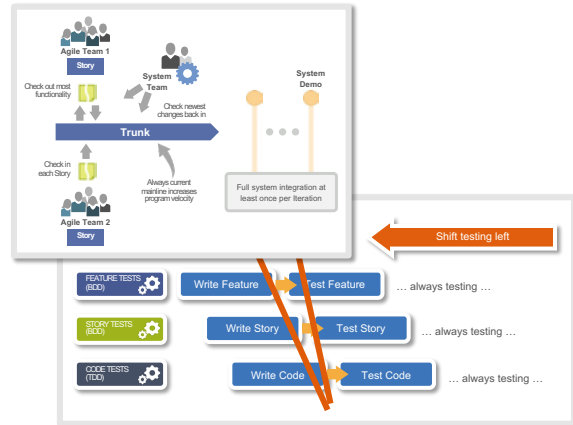 Agile Team 1
Story
System
Team
System
Demo
Check out most
functionality
Check newest
changes back in
Trunk
Check in
each Story
Always current
mainline increases
program velocity
Full system integration at
least once per Iteration
Agile Team 2
Story
Shift testing left
FEATURE TESTS
(BDD)
Write Feature
Test Feature
… always testing …
STORY TESTS
(BDD)
Write Story
Test Story
… always testing …
CODE TESTS
(TDD)
Write Code
Test Code
… always testing …